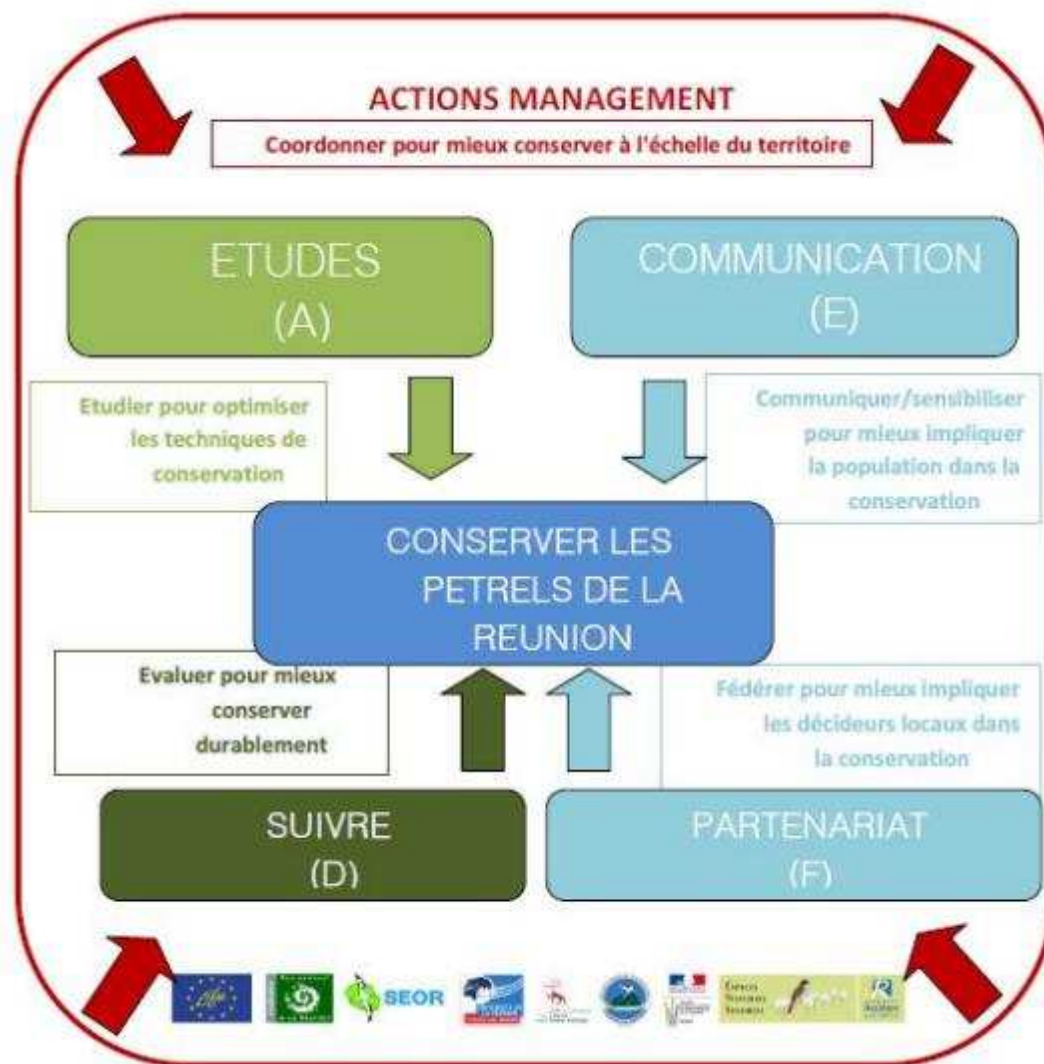 ACTIONS MANAGEMENT
Coordonner pour mieux conserver à l'échelle du territoire
ETUDES
(A)
COMMUNICATION
(E)
Etudier pour optimiser
les techniques de
conservation
Communiquer/sensibiliser
pour mieux impliquer
la population dans la
conservation
CONSERVER LES
PETRELS DE LA
REUNION
Evaluer pour mieux
conserver
durablement
Fédérer pour mieux impliquer
les décideurs locaux dans
la conservation
SUIVRE
(D)
PARTENARIAT
(F)
Life
SEOR